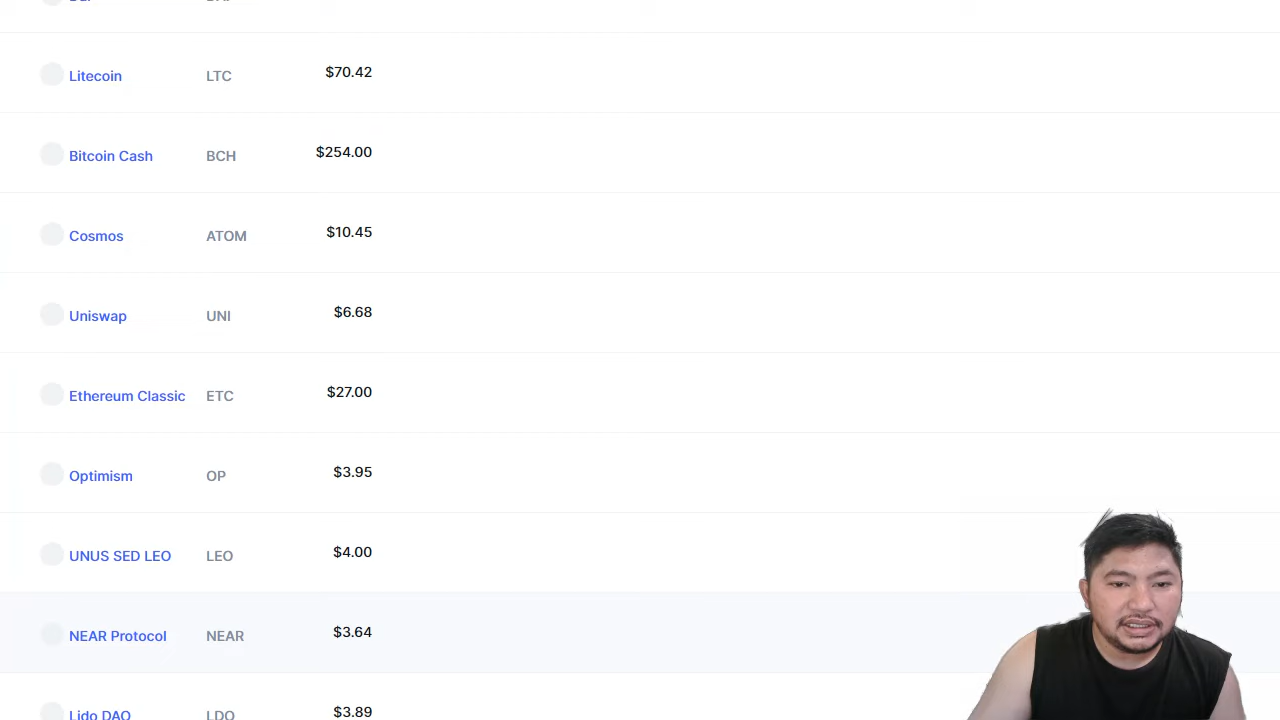 Litecoin LTC $70.42
Bitcoin Cash BCH $254.00
Cosmos ATOM $10.45
Uniswap UNI $6.68
Ethereum Classic ETC $27.00
Optimism OP $3.95
UNUS SED LEO LEO $4.00
NEAR Protocol NEAR $3.64
Lido DAO LDO $3.89